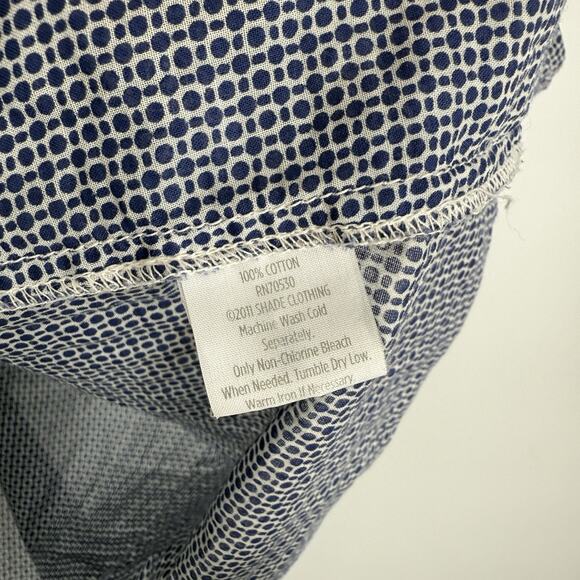 100% COTTON
RN70530
©2011 SHADE CLOTHING
Machine Wash Cold
Separately.
Only Non-Chlorine Bleach
When Needed. Tumble Dry Low.
Warm Iron If Necessary